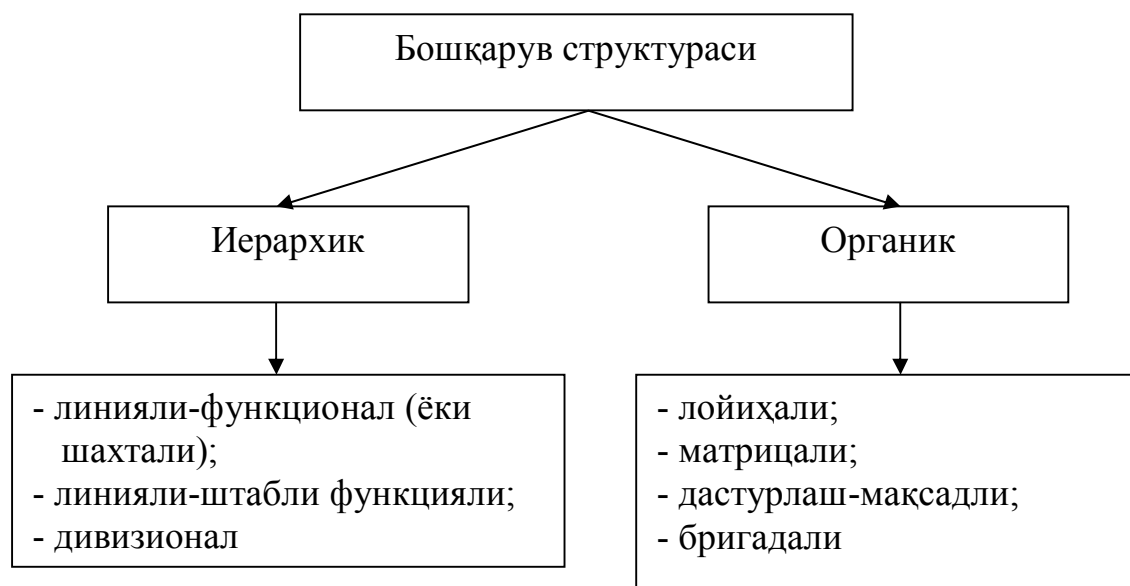 Бошқарув структураси
Иерархик
Органик
- линияли-функционал (ёки
шахтали);
- линияли-штабли функцияли;
- дивизионал
- лойиҳали;
- матрицали;
- дастурлаш-мақсадли;
- бригадали